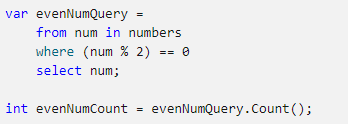 var evenNumQuery =
    from num in numbers
    where (num % 2) == 0
    select num;

int evenNumCount = evenNumQuery.Count();